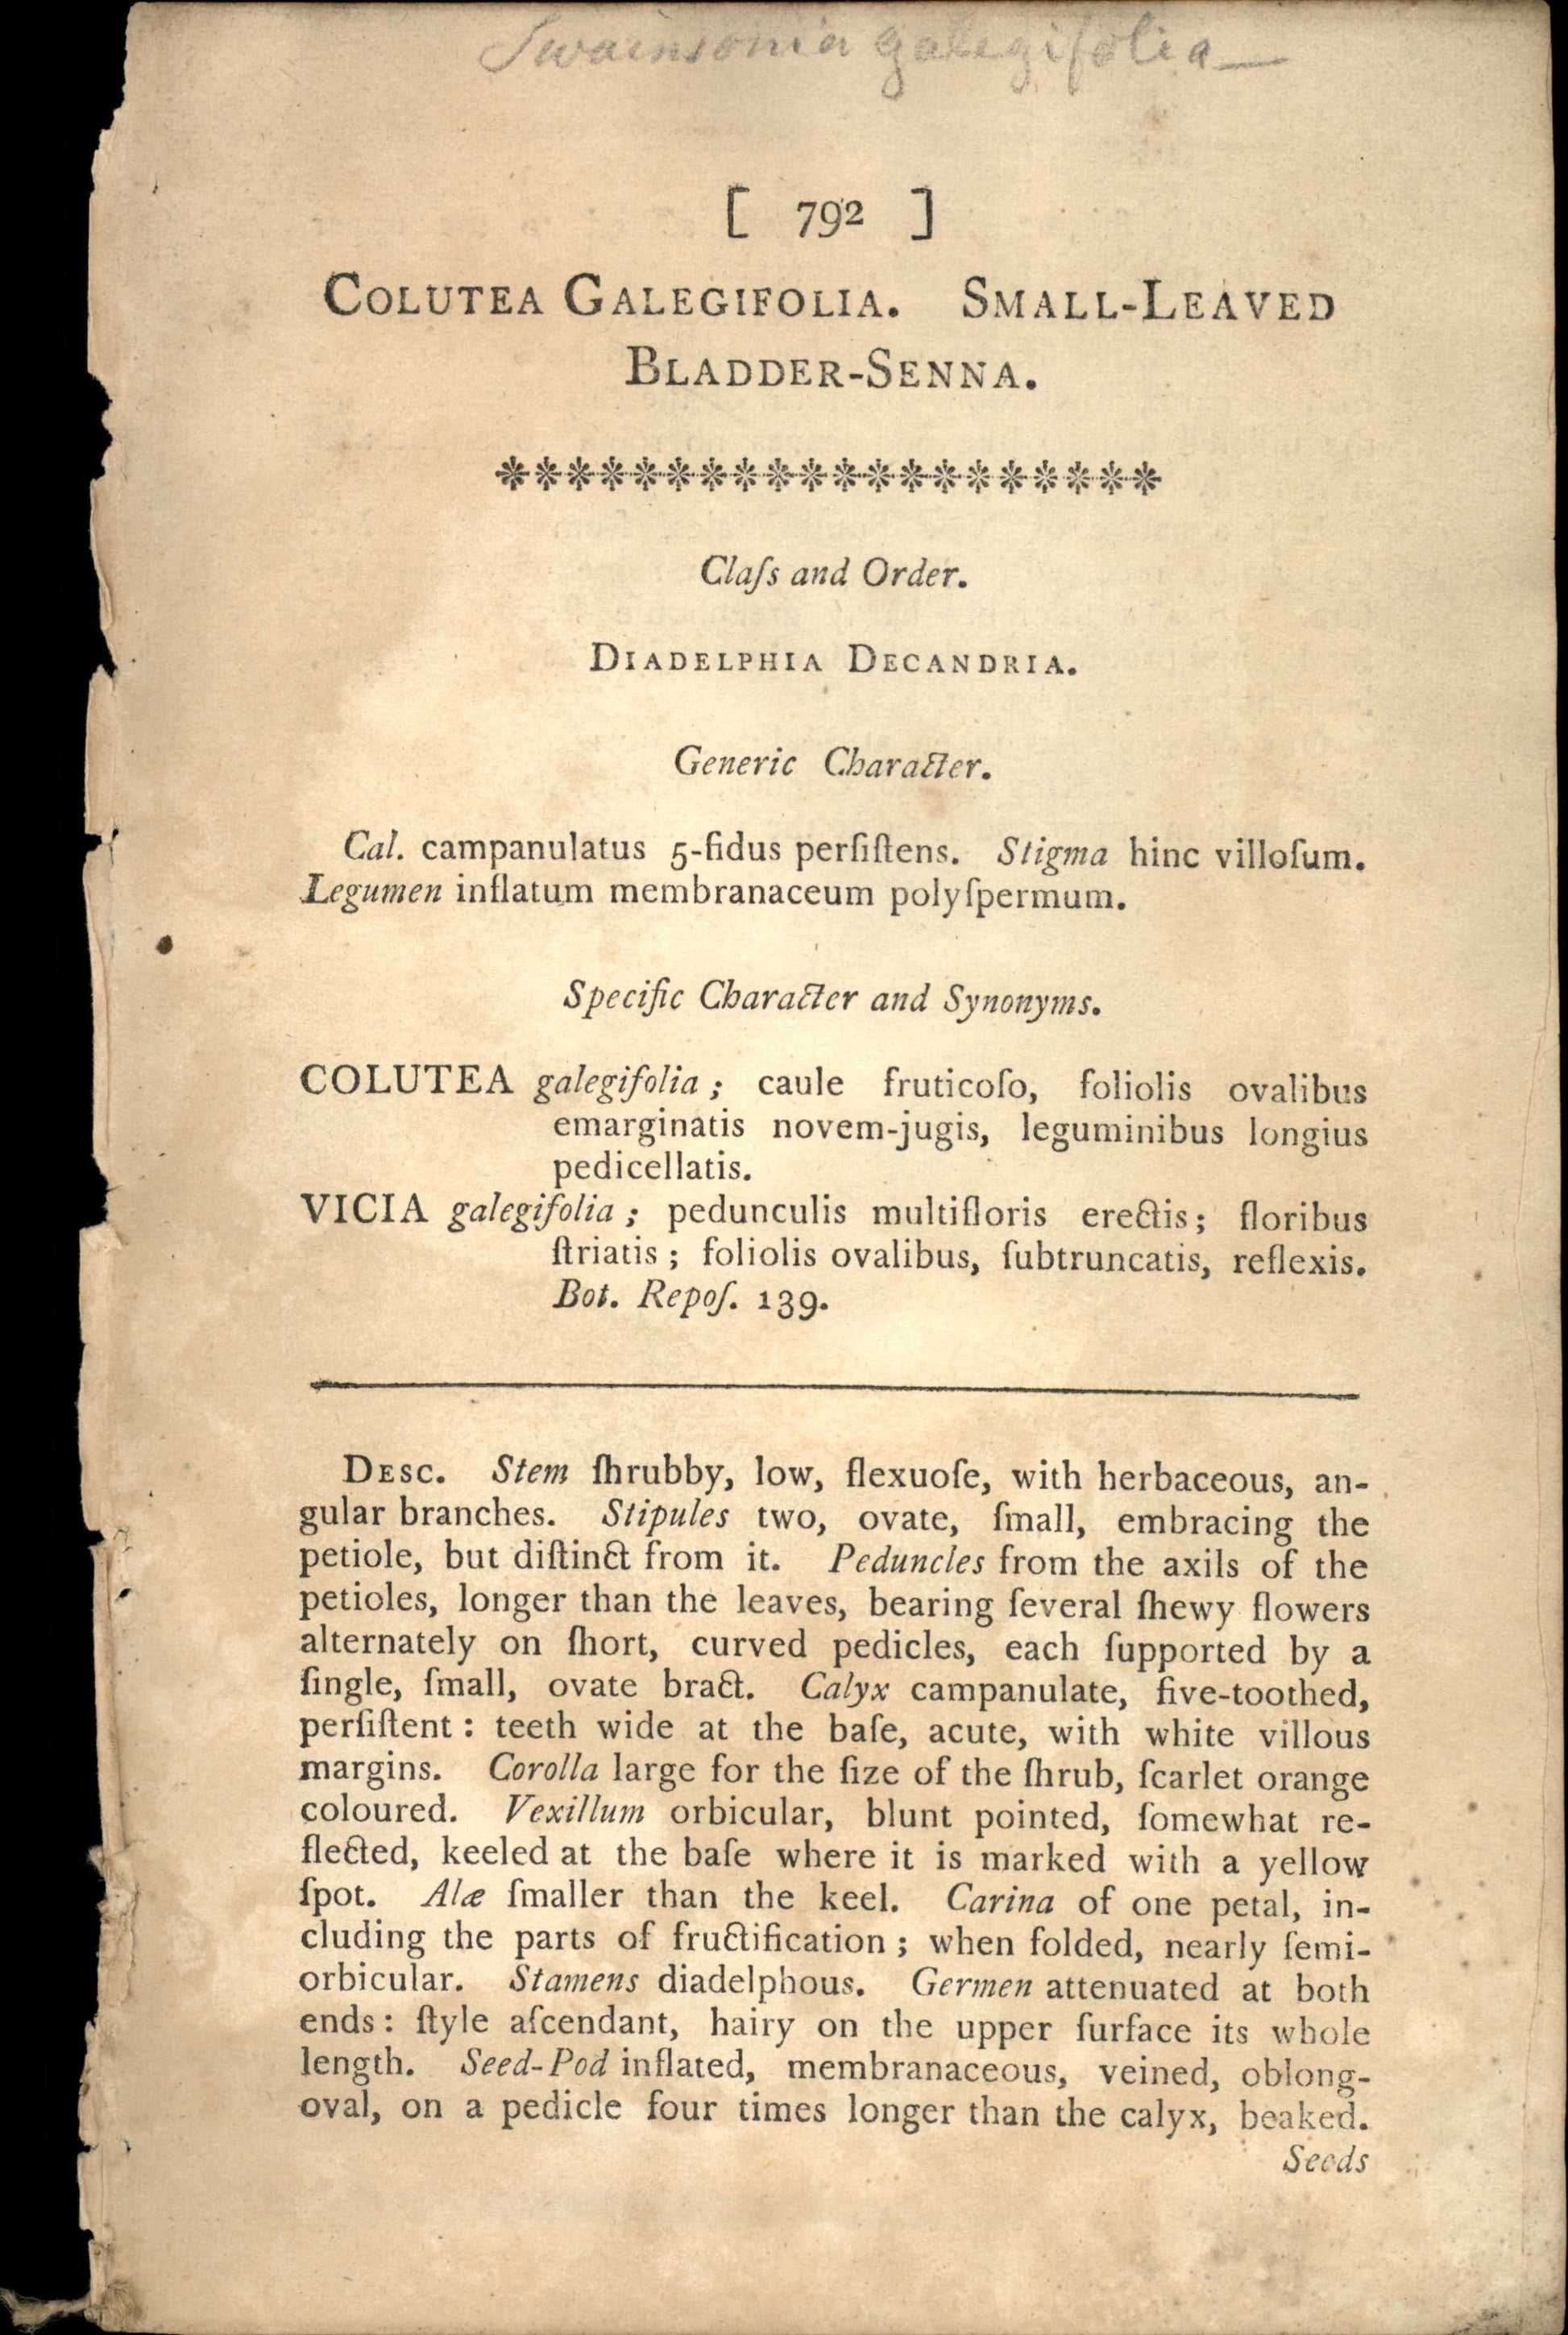 Swainsonia galegifolia
[ 792 ]
COLUTEA GALEGIFOLIA. SMALL-LEAVED
BLADDER-SENNA.
********************
Claſs and Order.
DIADELPHIA DECANDRIA.
Generic Character.
Cal. campanulatus 5-fidus perſiſtens. Stigma hinc villoſum.
Legumen inflatum membranaceum polyſpermum.
Specific Character and Synonyms.
COLUTEA galegifolia; caule fruticoſo, foliolis ovalibus
emarginatis novem-jugis, leguminibus longius
pedicellatis.
VICIA galegifolia; pedunculis multifloris erectis; floribus
ſtriatis; foliolis ovalibus, ſubtruncatis, reflexis.
Bot. Repoſ. 139.
DESC. Stem ſhrubby, low, flexuoſe, with herbaceous, an-
gular branches. Stipules two, ovate, ſmall, embracing the
petiole, but diſtinct from it. Peduncles from the axils of the
petioles, longer than the leaves, bearing ſeveral ſhewy flowers
alternately on ſhort, curved pedicles, each ſupported by a
ſingle, ſmall, ovate bract. Calyx campanulate, five-toothed,
perſiſtent: teeth wide at the baſe, acute, with white villous
margins. Corolla large for the ſize of the ſhrub, ſcarlet orange
coloured. Vexillum orbicular, blunt pointed, ſomewhat re-
flected, keeled at the baſe where it is marked with a yellow
ſpot. Alæ ſmaller than the keel. Carina of one petal, in-
cluding the parts of fructification; when folded, nearly ſemi-
orbicular. Stamens diadelphous. Germen attenuated at both
ends: ſtyle aſcendant, hairy on the upper ſurface its whole
length. Seed-Pod inflated, membranaceous, veined, oblong-
oval, on a pedicle four times longer than the calyx, beaked.
Seeds